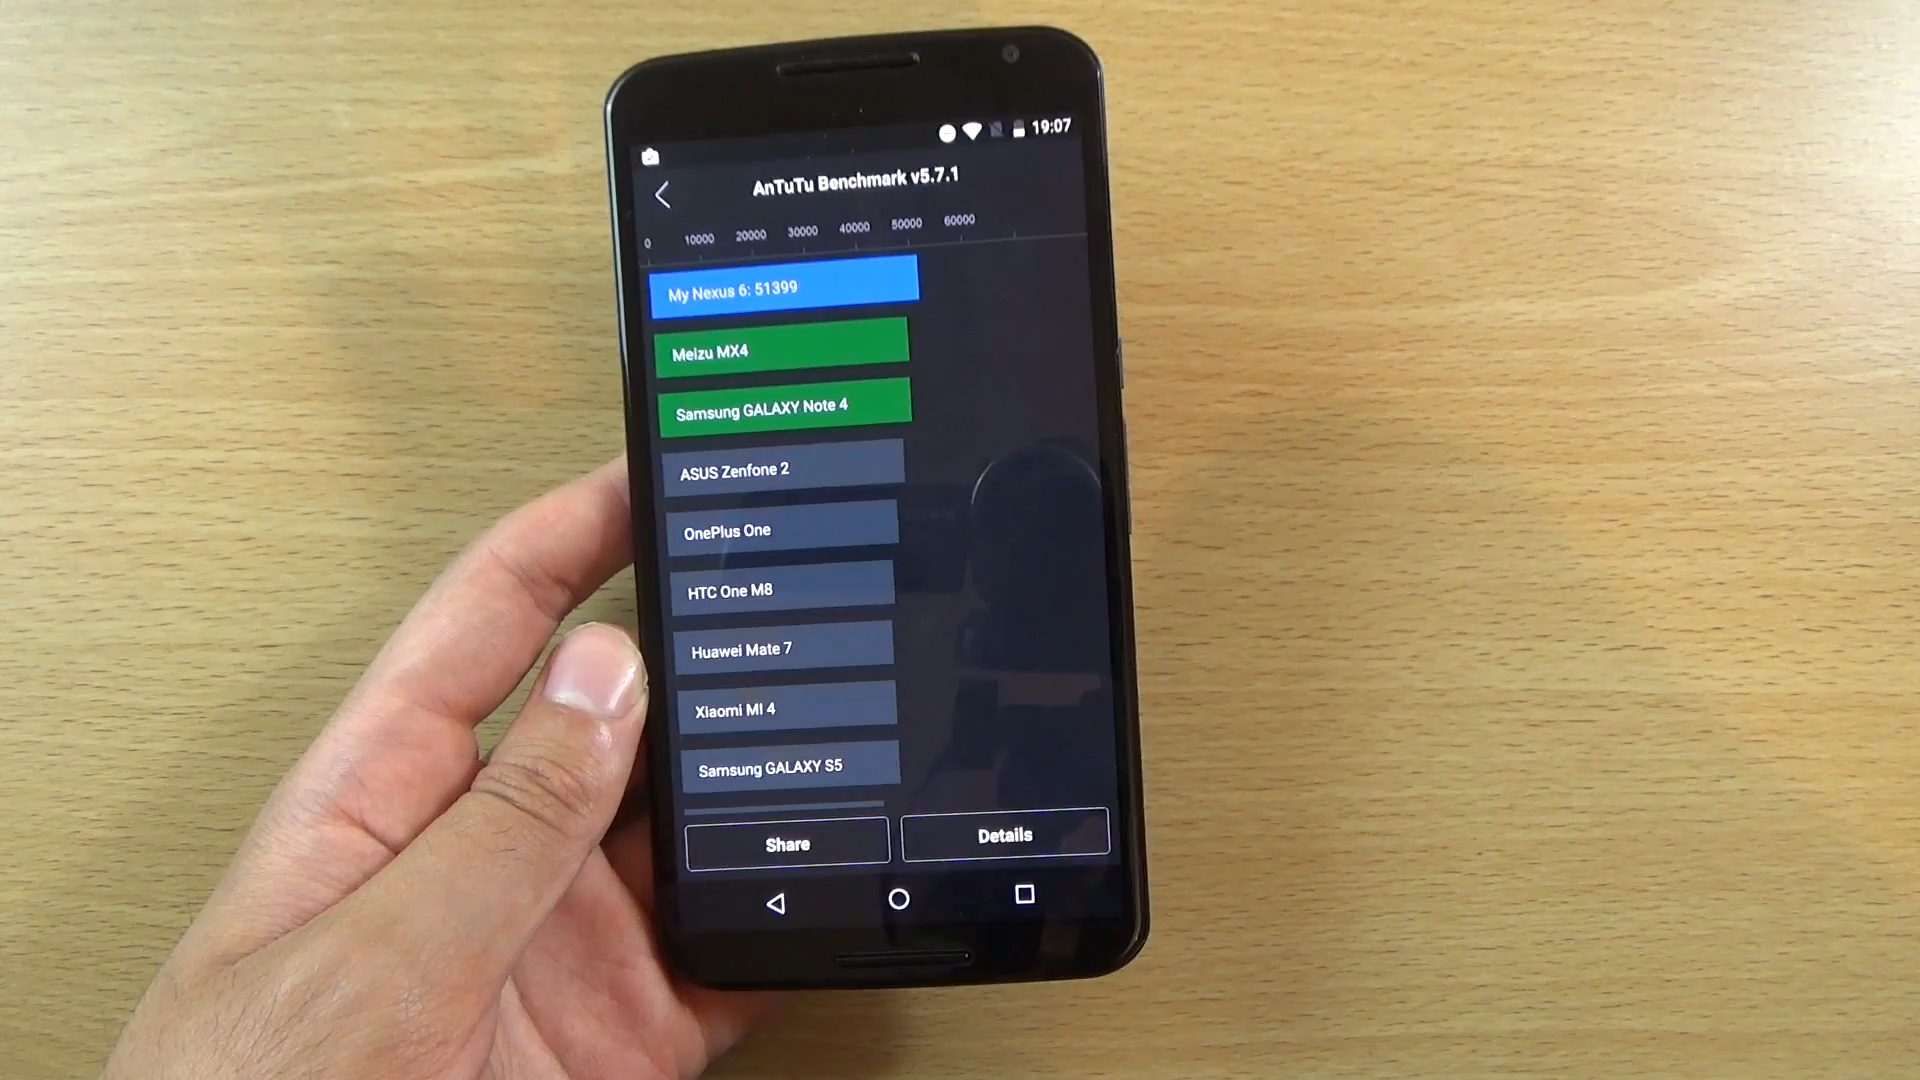 19:07
AnTuTu Benchmark v5.7.1
0 10000 20000 30000 40000 50000 60000
My Nexus 6: 51399
Meizu MX4
Samsung GALAXY Note 4
ASUS Zenfone 2
OnePlus One
HTC One M8
Huawei Mate 7
Xiaomi MI 4
Samsung GALAXY S5
Share Details